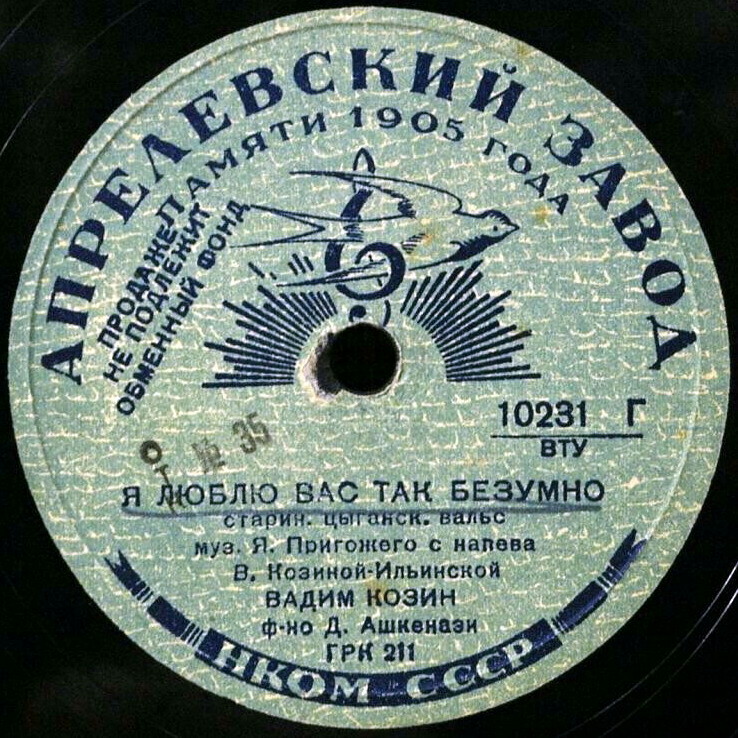 АПРЕЛЕВСКИЙ ЗАВОД
ПАМЯТИ 1905 ГОДА
ПРОДАЖЕ
НЕ ПОДЛЕЖИТ
ОБМЕННЫЙ ФОНД
10231 Г
ВТУ
№ 35
Я ЛЮБЛЮ ВАС ТАК БЕЗУМНО
старин. цыганск. вальс
муз. Я. Пригожего с напева
В. Козиной-Ильинской
ВАДИМ КОЗИН
ф-но Д. Ашкенази
ГРК 211
НКОМ СССР